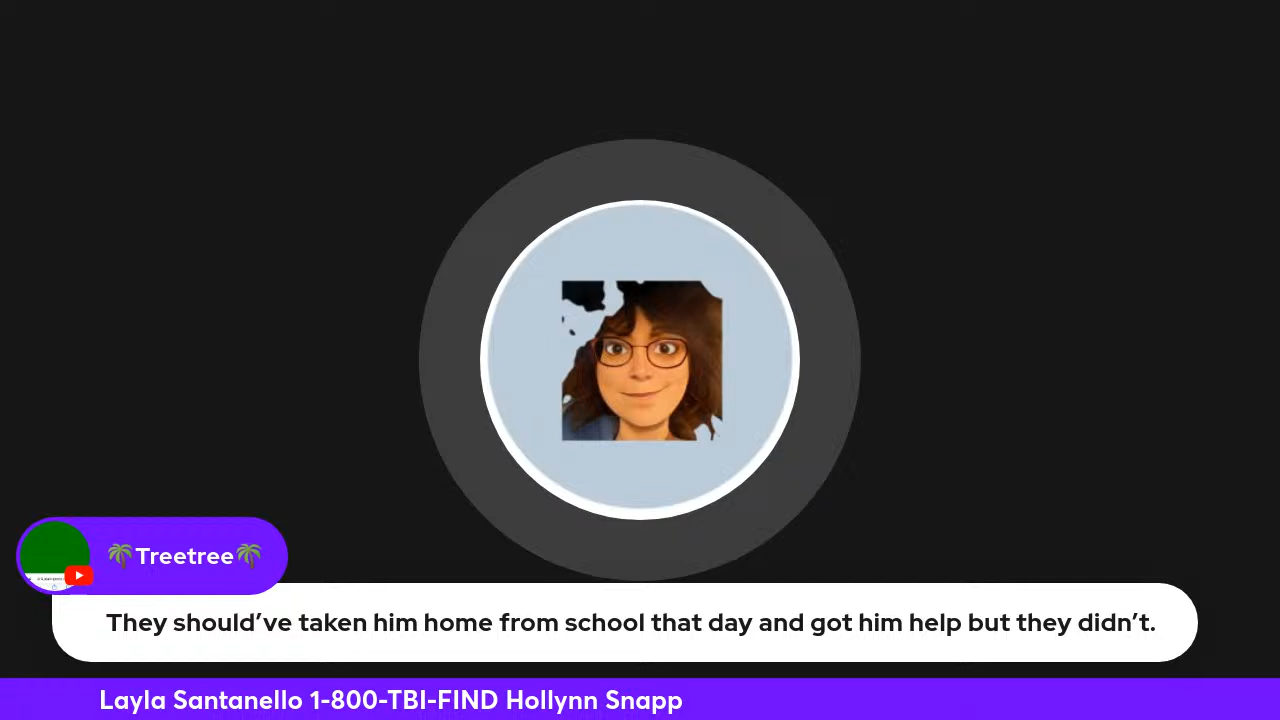 🌴Treetree🌴
They should’ve taken him home from school that day and got him help but they didn’t.
Layla Santanello 1-800-TBI-FIND Hollynn Snapp